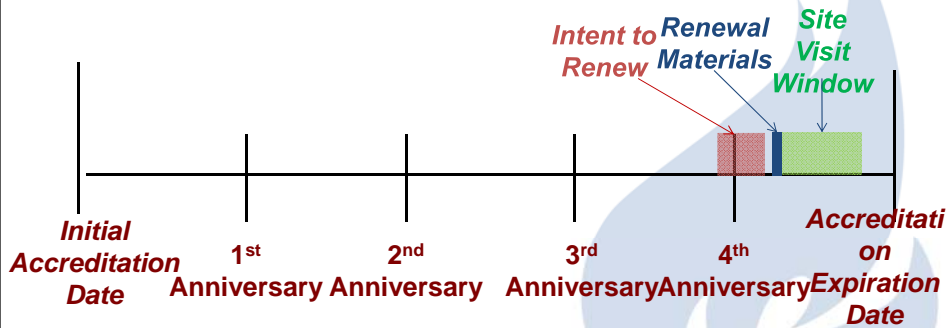 Intent to
Renew
Renewal
Materials
Site
Visit
Window
Initial
Accreditation
Date
1st
Anniversary
2nd
Anniversary
3rd
Anniversary
4th
Anniversary
Accreditati
on
Expiration
Date